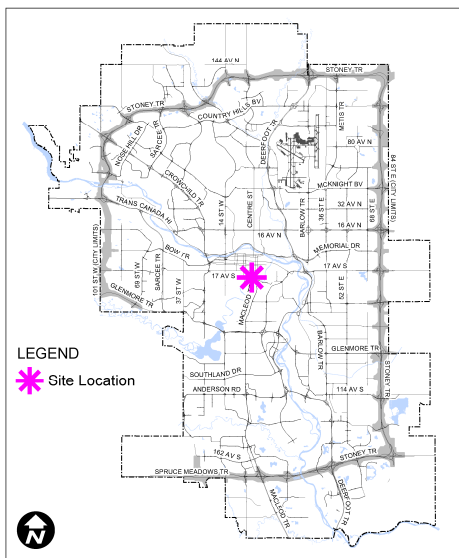 144 AV N
STONEY TR
STONEY TR
COUNTRY HILLS BV
METIS TR
DEERFOOT TR
SARCEE TR
NOSE HILL DR
80 AV N
CROWCHILD TR
MCKNIGHT BV
84 ST E (CITY LIMITS)
TRANS CANADA HI
14 ST W
CENTRE ST
BARLOW TR
36 ST E
32 AV N
68 ST E
16 AV N
16 AV N
BOW TR
MEMORIAL DR
101 ST W (CITY LIMITS)
69 ST W
SARCEE TR
37 ST W
17 AV S
17 AV S
52 ST E
GLENMORE TR
MACLEOD
BARLOW TR
GLENMORE TR
LEGEND
Site Location
SOUTHLAND DR
ANDERSON RD
114 AV S
STONEY TR
162 AV S
STONEY TR
SPRUCE MEADOWS TR
MACLEOD TR
DEERFOOT TR
N